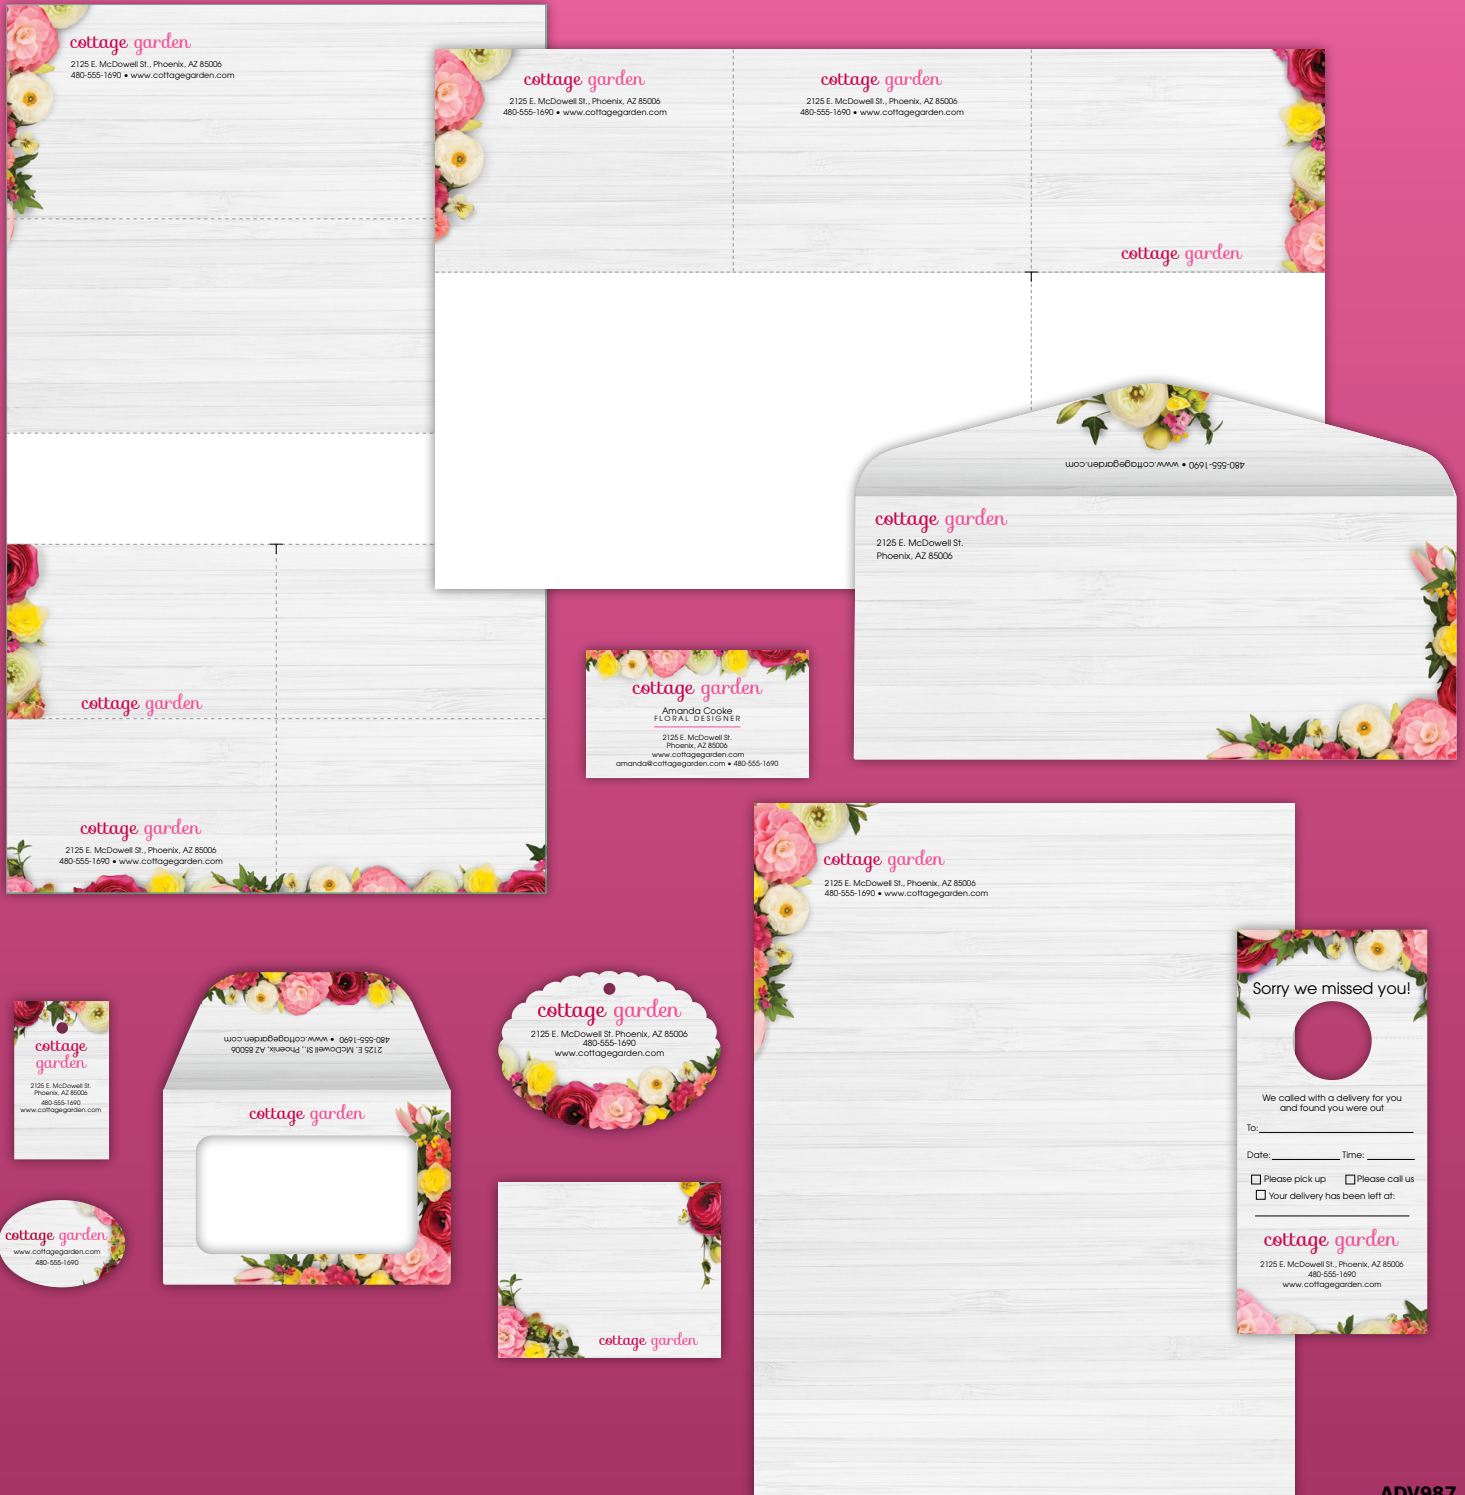 cottage garden
2125 E. McDowell St., Phoenix, AZ 85006
480-555-1690 • www.cottagegarden.com
cottage garden
cottage garden
2125 E. McDowell St., Phoenix, AZ 85006
480-555-1690 • www.cottagegarden.com
cottage garden
2125 E. McDowell St., Phoenix, AZ 85006
480-555-1690 • www.cottagegarden.com
cottage garden
2125 E. McDowell St., Phoenix, AZ 85006
480-555-1690 • www.cottagegarden.com
cottage garden
480-555-1690 • www.cottagegarden.com
cottage garden
2125 E. McDowell St.
Phoenix, AZ 85006
cottage garden
Amanda Cooke
FLORAL DESIGNER
2125 E. McDowell St.
Phoenix, AZ 85006
www.cottagegarden.com
amanda@cottagegarden.com • 480-555-1690
cottage garden
2125 E. McDowell St., Phoenix, AZ 85006
480-555-1690 • www.cottagegarden.com
cottage
garden
2125 E. McDowell St.
Phoenix, AZ 85006
480-555-1690
www.cottagegarden.com
2125 E. McDowell St., Phoenix, AZ 85006
480-555-1690 • www.cottagegarden.com
cottage garden
cottage garden
2125 E. McDowell St. Phoenix, AZ 85006
480-555-1690
www.cottagegarden.com
cottage garden
www.cottagegarden.com
480-555-1690
cottage garden
Sorry we missed you!
We called with a delivery for you
and found you were out
To:
Date: Time:
Please pick up Please call us
Your delivery has been left at:
cottage garden
2125 E. McDowell St., Phoenix, AZ 85006
480-555-1690
www.cottagegarden.com
ADV987